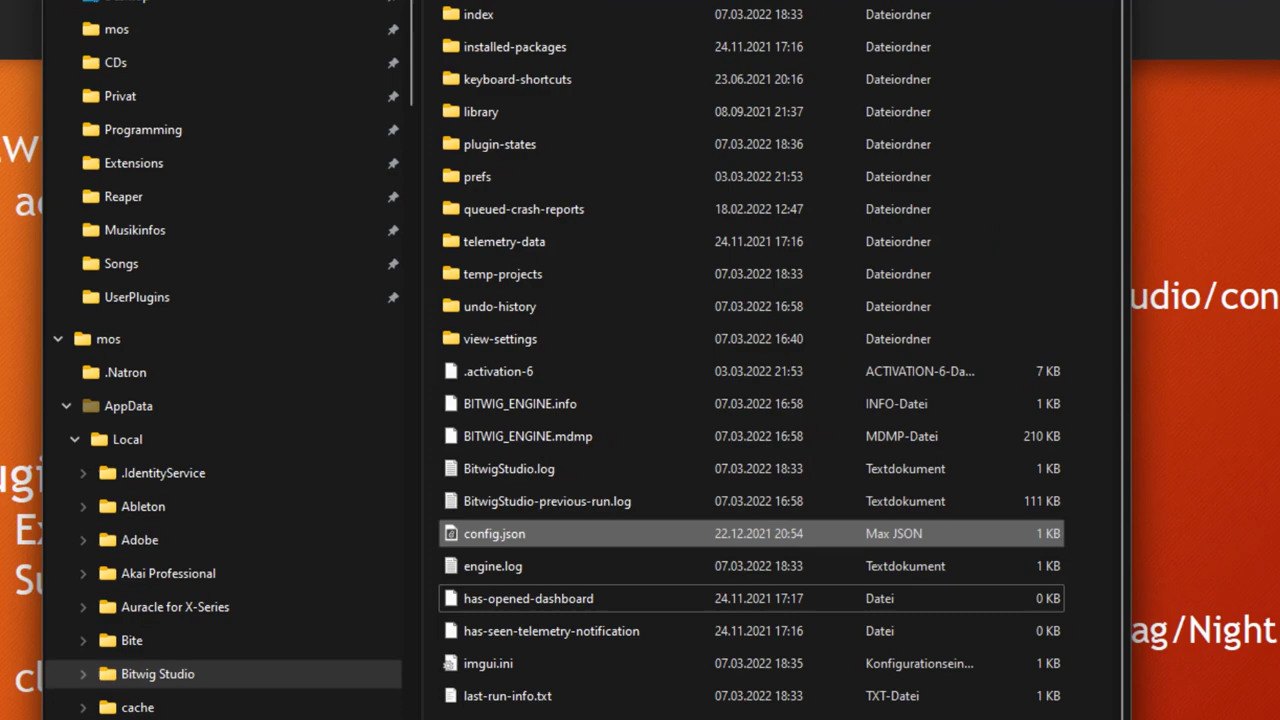 mos
CDs
Privat
Programming
Extensions
Reaper
Musikinfos
Songs
UserPlugins
mos
.Natron
AppData
Local
.IdentityService
Ableton
Adobe
Akai Professional
Auracle for X-Series
Bite
Bitwig Studio
cache
index 07.03.2022 18:33 Dateiordner
installed-packages 24.11.2021 17:16 Dateiordner
keyboard-shortcuts 23.06.2021 20:16 Dateiordner
library 08.09.2021 21:37 Dateiordner
plugin-states 07.03.2022 18:36 Dateiordner
prefs 03.03.2022 21:53 Dateiordner
queued-crash-reports 18.02.2022 12:47 Dateiordner
telemetry-data 24.11.2021 17:16 Dateiordner
temp-projects 07.03.2022 18:33 Dateiordner
undo-history 07.03.2022 16:58 Dateiordner
view-settings 07.03.2022 16:40 Dateiordner
.activation-6 03.03.2022 21:53 ACTIVATION-6-Da... 7 KB
BITWIG_ENGINE.info 07.03.2022 16:58 INFO-Datei 1 KB
BITWIG_ENGINE.mdmp 07.03.2022 16:58 MDMP-Datei 210 KB
BitwigStudio.log 07.03.2022 18:33 Textdokument 1 KB
BitwigStudio-previous-run.log 07.03.2022 16:58 Textdokument 111 KB
config.json 22.12.2021 20:54 Max JSON 1 KB
engine.log 07.03.2022 18:33 Textdokument 1 KB
has-opened-dashboard 24.11.2021 17:17 Datei 0 KB
has-seen-telemetry-notification 24.11.2021 17:16 Datei 0 KB
imgui.ini 07.03.2022 18:35 Konfigurationsein... 1 KB
last-run-info.txt 07.03.2022 18:33 TXT-Datei 1 KB
udio/con
ag/Night